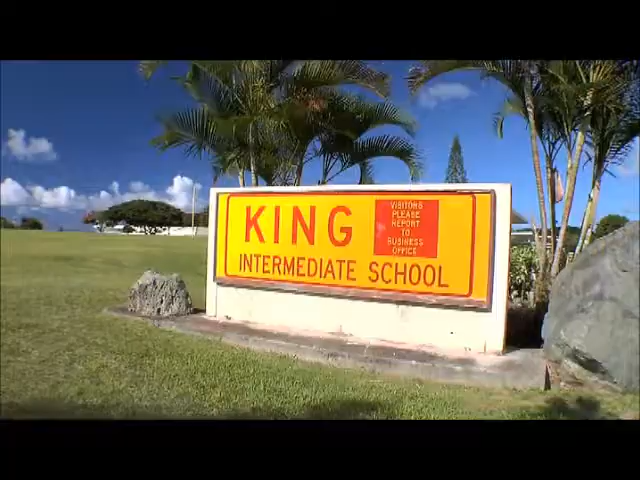 KING
VISITORS
PLEASE
REPORT
TO
BUSINESS
OFFICE
INTERMEDIATE SCHOOL